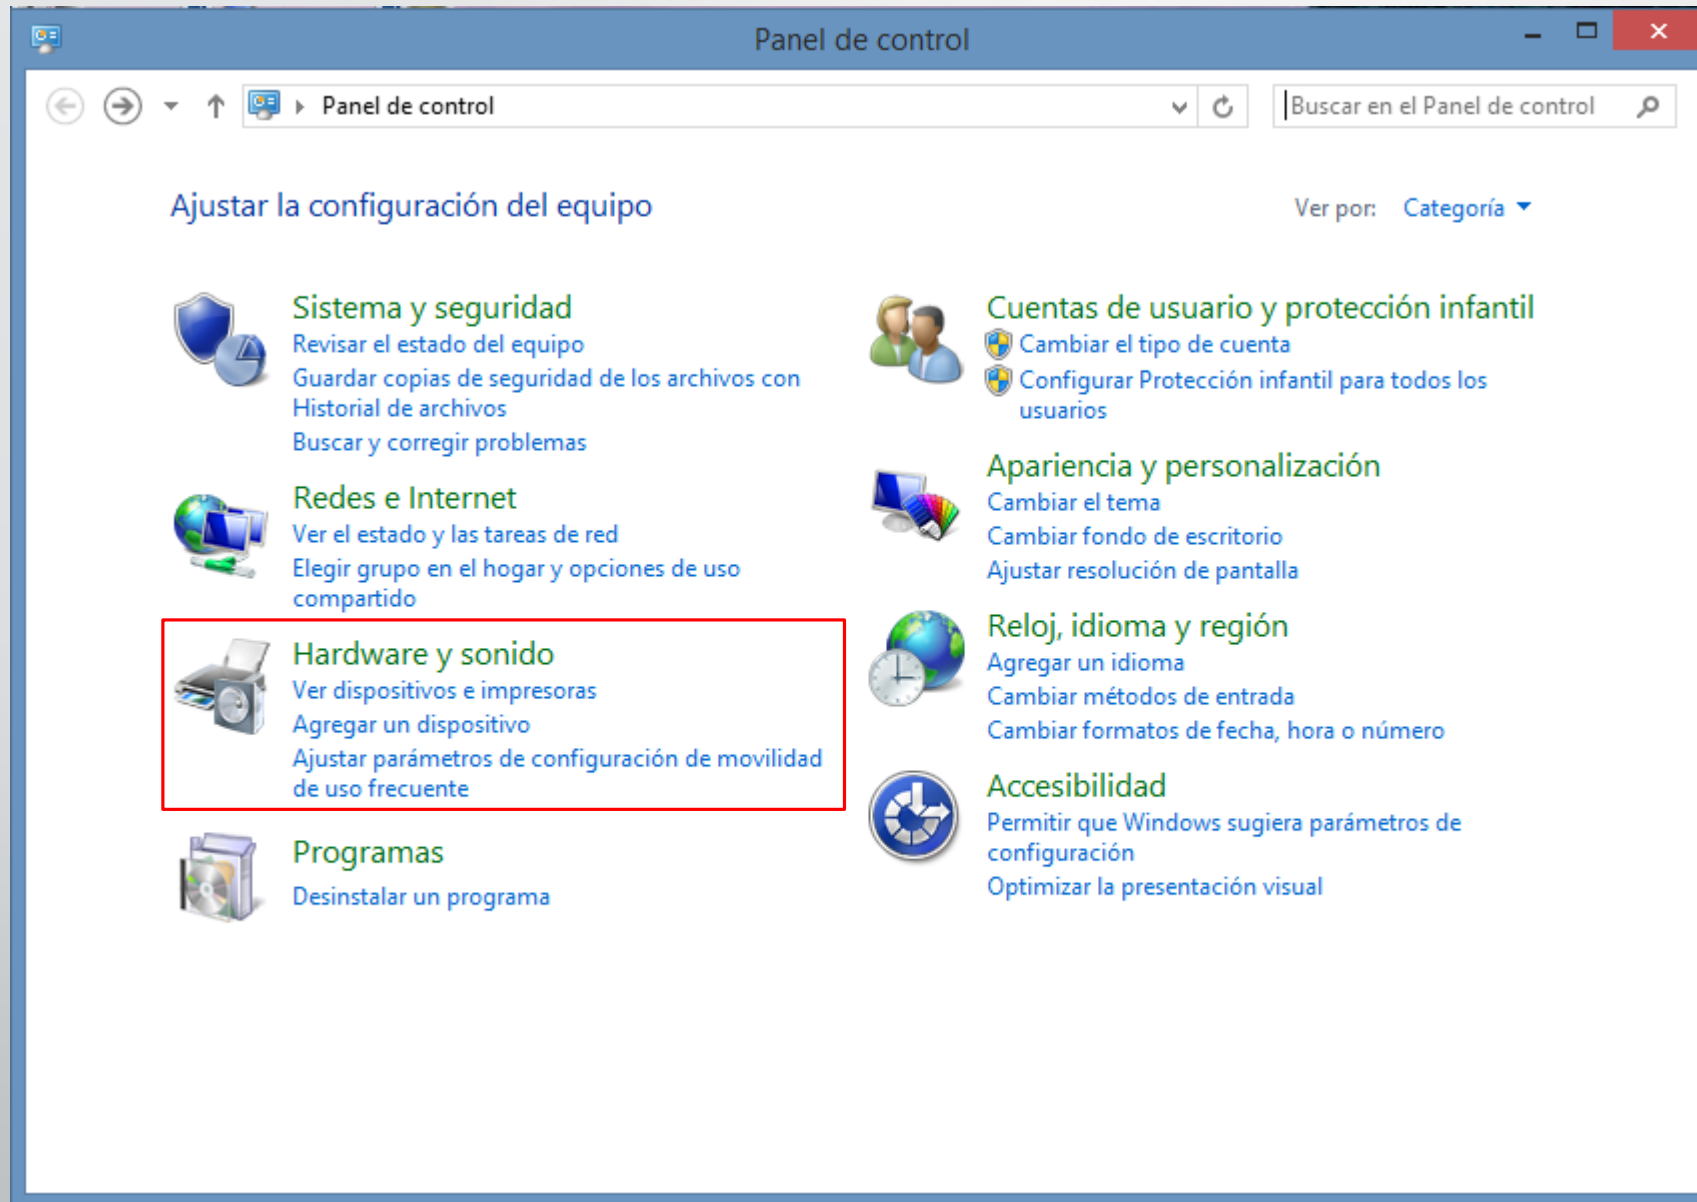 Panel de control
Panel de control
Buscar en el Panel de control
Ajustar la configuración del equipo
Ver por: Categoría
Sistema y seguridad
Revisar el estado del equipo
Guardar copias de seguridad de los archivos con
Historial de archivos
Buscar y corregir problemas
Redes e Internet
Ver el estado y las tareas de red
Elegir grupo en el hogar y opciones de uso
compartido
Hardware y sonido
Ver dispositivos e impresoras
Agregar un dispositivo
Ajustar parámetros de configuración de movilidad
de uso frecuente
Programas
Desinstalar un programa
Cuentas de usuario y protección infantil
Cambiar el tipo de cuenta
Configurar Protección infantil para todos los
usuarios
Apariencia y personalización
Cambiar el tema
Cambiar fondo de escritorio
Ajustar resolución de pantalla
Reloj, idioma y región
Agregar un idioma
Cambiar métodos de entrada
Cambiar formatos de fecha, hora o número
Accesibilidad
Permitir que Windows sugiera parámetros de
configuración
Optimizar la presentación visual